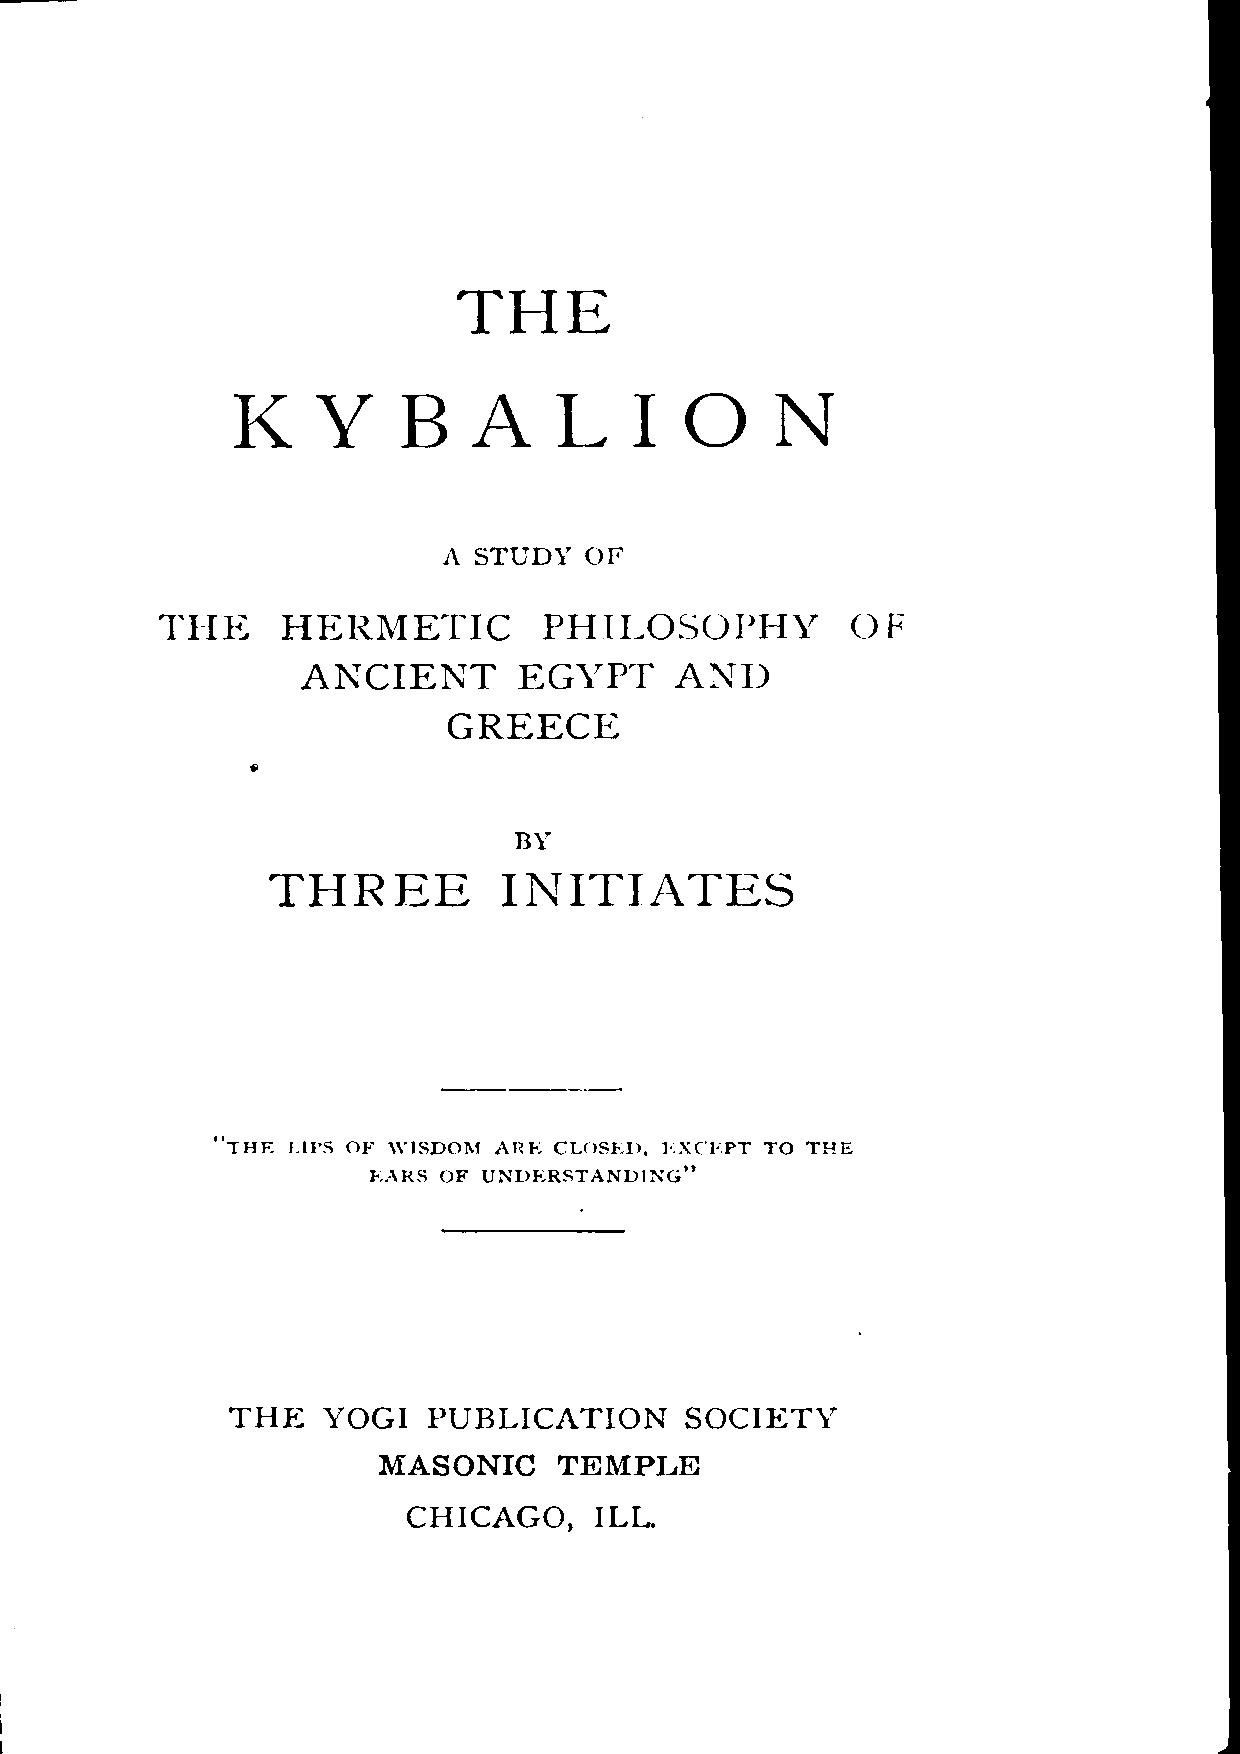 THE
KYBALION
A STUDY OF
THE HERMETIC PHILOSOPHY OF
ANCIENT EGYPT AND
GREECE
BY
THREE INITIATES
"THE LIPS OF WISDOM ARE CLOSED, EXCEPT TO THE
EARS OF UNDERSTANDING"
THE YOGI PUBLICATION SOCIETY
MASONIC TEMPLE
CHICAGO, ILL.